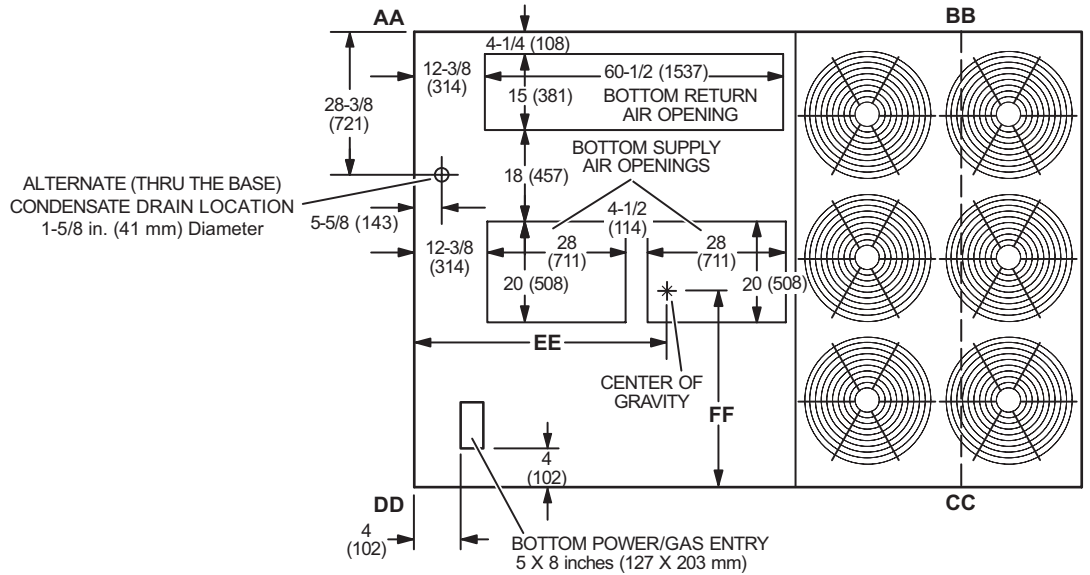 AA
BB
4-1/4 (108)
12-3/8
(314)
60-1/2 (1537)
28-3/8
(721)
15 (381)
BOTTOM RETURN
AIR OPENING
BOTTOM SUPPLY
AIR OPENINGS
18 (457)
ALTERNATE (THRU THE BASE)
CONDENSATE DRAIN LOCATION
1-5/8 in. (41 mm) Diameter
5-5/8 (143)
4-1/2
(114)
12-3/8
(314)
28
(711)
28
(711)
20 (508)
20 (508)
EE
CENTER OF
GRAVITY
FF
4
(102)
DD
CC
4
(102)
BOTTOM POWER/GAS ENTRY
5 X 8 inches (127 X 203 mm)